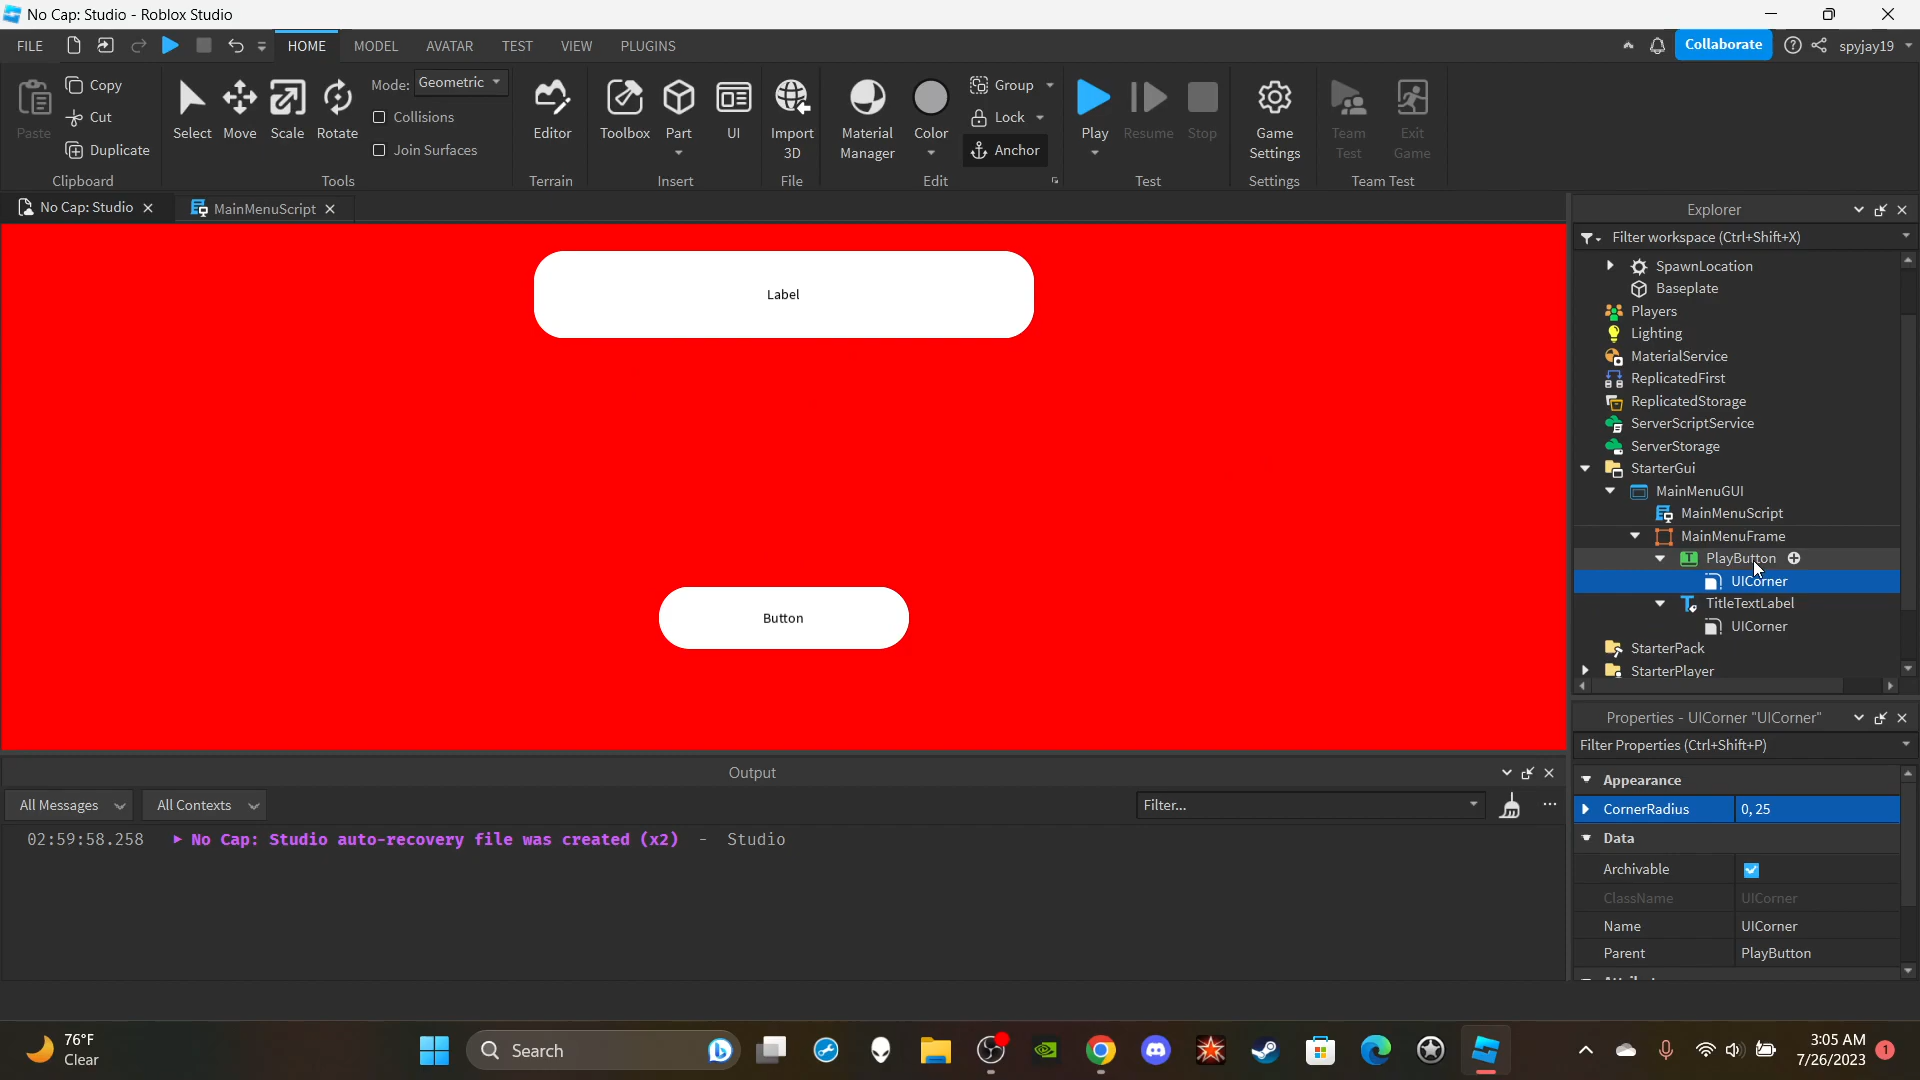 No Cap: Studio - Roblox Studio
FILE HOME MODEL AVATAR TEST VIEW PLUGINS Collaborate spyjay19
Paste Copy Cut Duplicate
Clipboard
Select Move Scale Rotate Mode: Geometric
Collisions
Join Surfaces
Tools
Editor
Terrain
Toolbox Part UI
Insert
Import
3D
File
Material
Manager
Color
Group
Lock
Anchor
Edit
Play Resume Stop
Test
Game
Settings
Settings
Team
Test
Exit
Game
Team Test
No Cap: Studio MainMenuScript
Label
Button
Explorer
Filter workspace (Ctrl+Shift+X)
SpawnLocation
Baseplate
Players
Lighting
MaterialService
ReplicatedFirst
ReplicatedStorage
ServerScriptService
ServerStorage
StarterGui
MainMenuGUI
MainMenuScript
MainMenuFrame
PlayButton
UICorner
TitleTextLabel
UICorner
StarterPack
StarterPlayer
Properties - UICorner "UICorner"
Filter Properties (Ctrl+Shift+P)
Appearance
CornerRadius 0, 25
Data
Archivable
ClassName UICorner
Name UICorner
Parent PlayButton
Output
All Messages All Contexts Filter...
02:59:58.258 No Cap: Studio auto-recovery file was created (x2) - Studio
76°F
Clear
Search
3:05 AM
7/26/2023
1